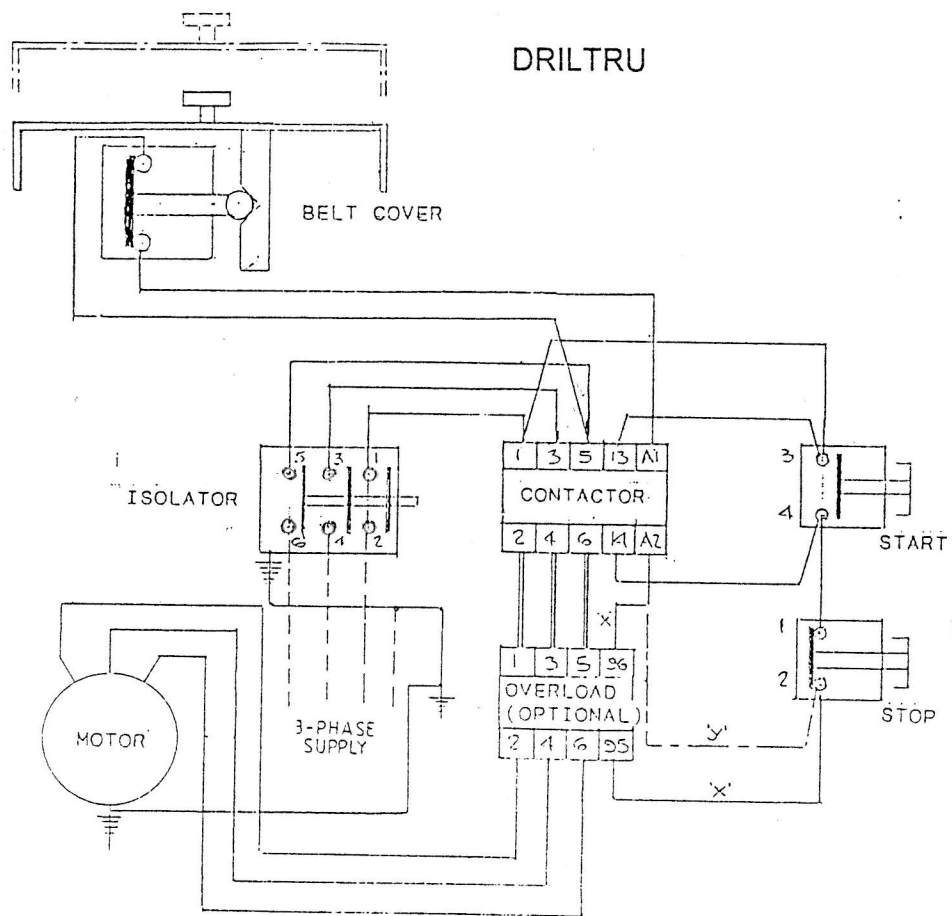 DRILTRU
BELT COVER
5 3 1
ISOLATOR
6 4 2
1 3 5 13 A1
CONTACTOR
2 4 6 14 A2
3
4
START
'X'
1 3 5 96
OVERLOAD
(OPTIONAL)
2 4 6 95
1
2
STOP
'Y'
'X'
3-PHASE
SUPPLY
MOTOR